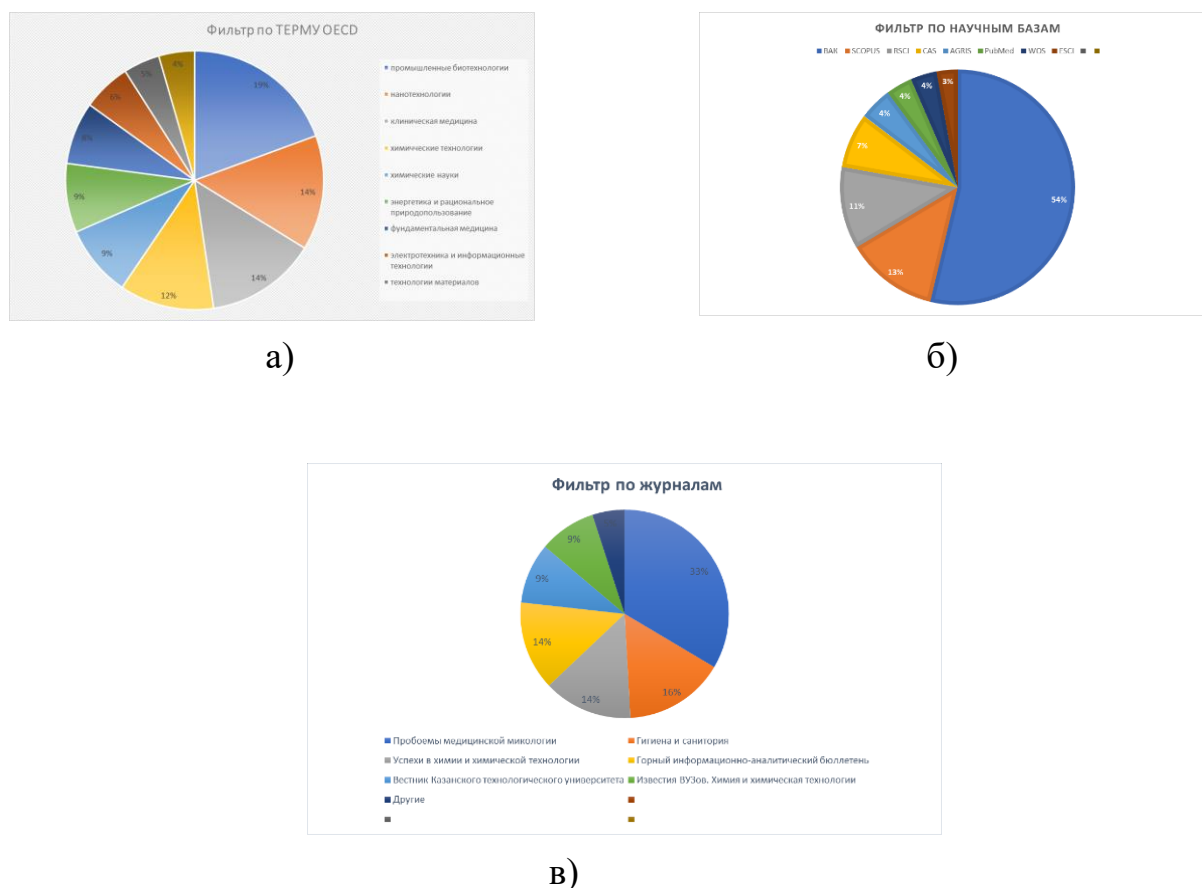 Фильтр по ТЕРМУ OECD
19%
14%
14%
12%
9%
9%
8%
6%
5%
4%
промышленные биотехнологии
нанотехнологии
клиническая медицина
химичческие технологии
химические науки
энергетика и рациональное
природопользование
фундаментальная медицина
электротехника и информационные
технологии
технологии материалов
а)
ФИЛЬТР ПО НАУЧНЫМ БАЗАМ
ВАК SCOPUS RSCI CAS AGRIS PubMed WOS ESCI
54%
13%
11%
7%
4%
4%
4%
3%
б)
Фильтр по журналам
33%
16%
14%
14%
9%
9%
Пробоемы медицинской микологии Гигиена и санитория
Успехи в химии и химической технологии Горный информационно-аналитический бюллетень
Вестник Казанского технологического университета Известия ВУЗов. Химия и химическая технологии
Другие
в)